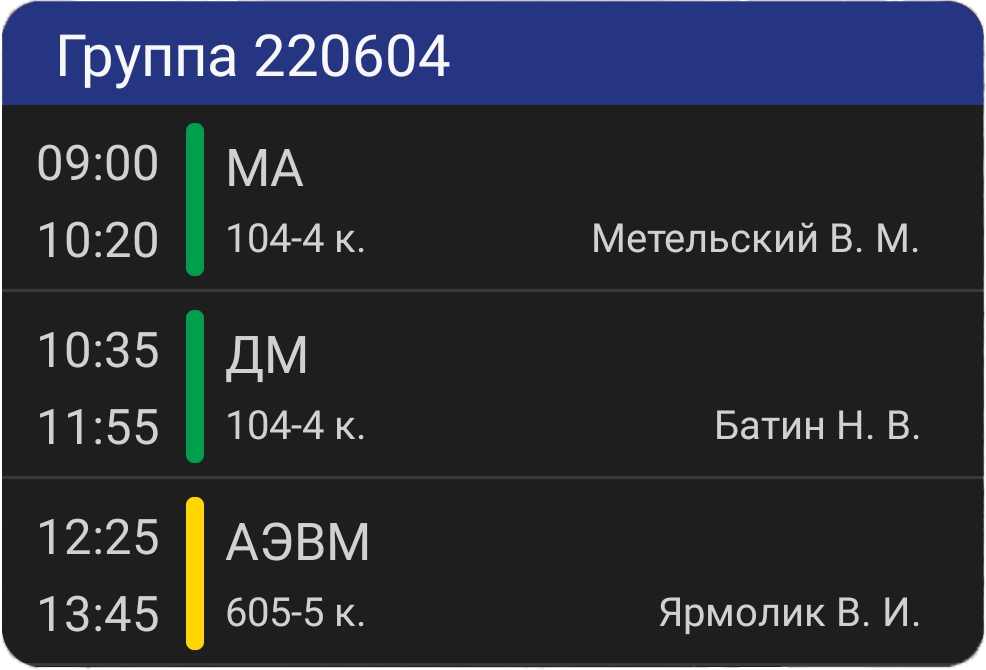 Группа 220604
09:00 МА
10:20 104-4 к. Метельский В. М.
10:35 ДМ
11:55 104-4 к. Батин Н. В.
12:25 АЭВМ
13:45 605-5 к. Ярмолик В. И.